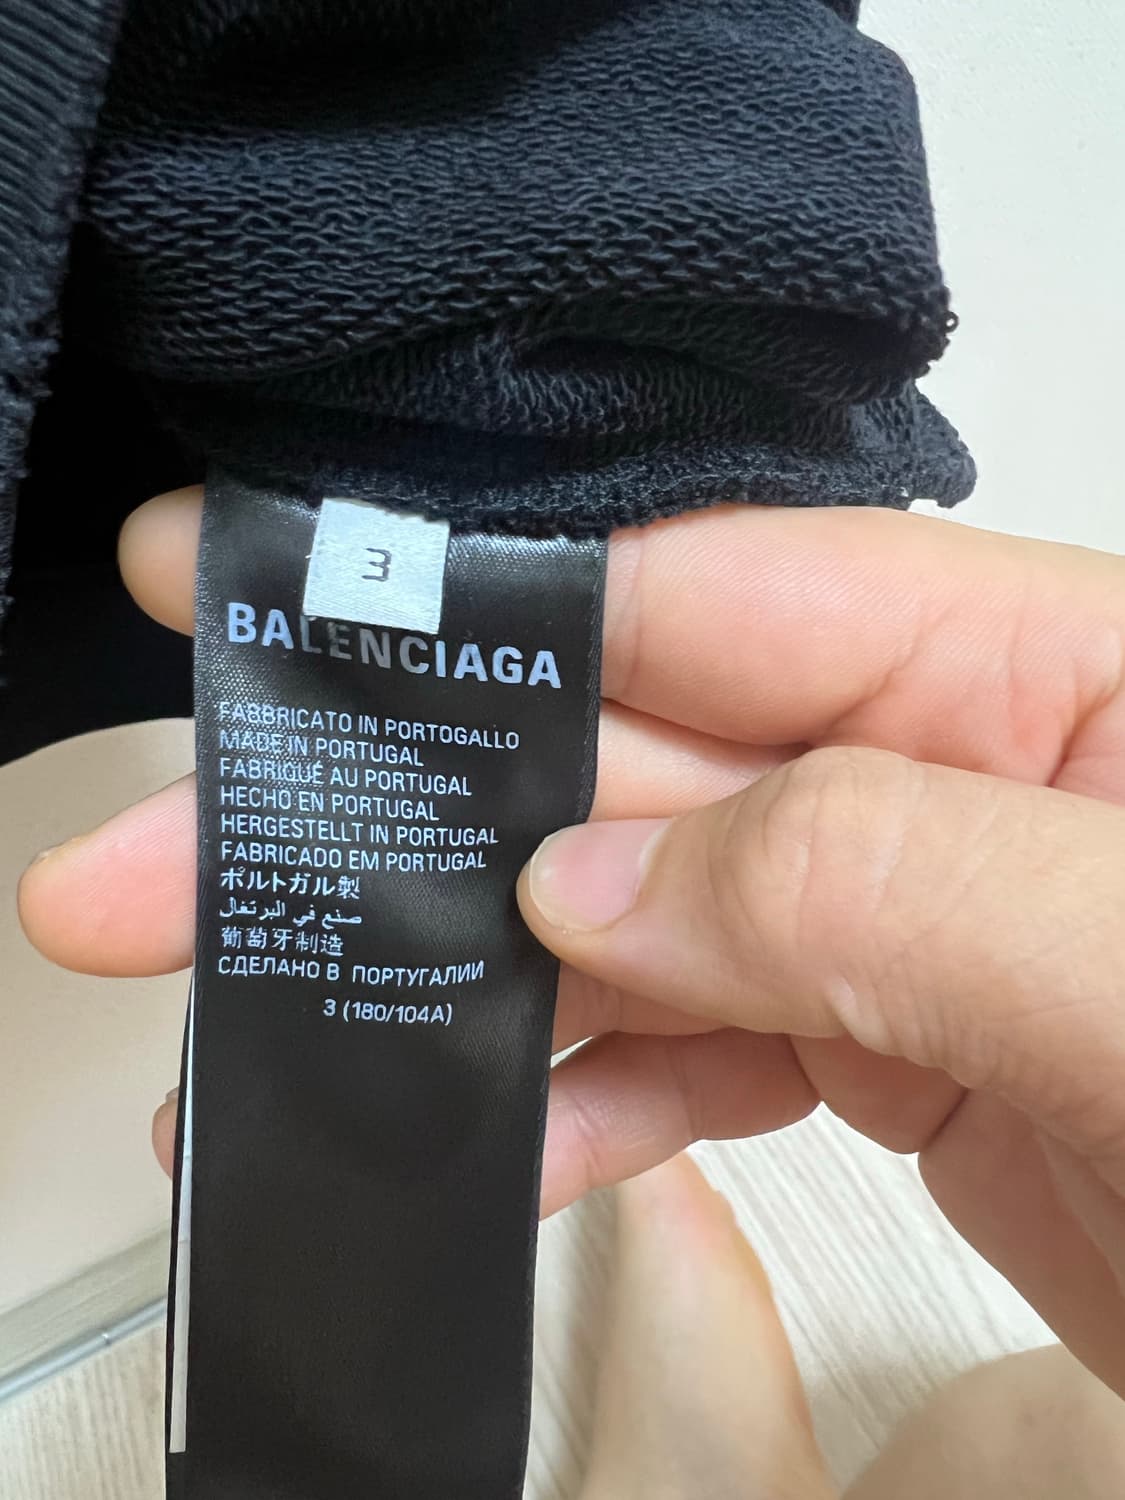 3
BALENCIAGA
FABBRICATO IN PORTOGALLO
MADE IN PORTUGAL
FABRIQUÉ AU PORTUGAL
HECHO EN PORTUGAL
HERGESTELLT IN PORTUGAL
FABRICADO EM PORTUGAL
ポルトガル製
صنع في البرتغال
葡萄牙制造
СДЕЛАНО В ПОРТУГАЛИИ
3 (180/104A)